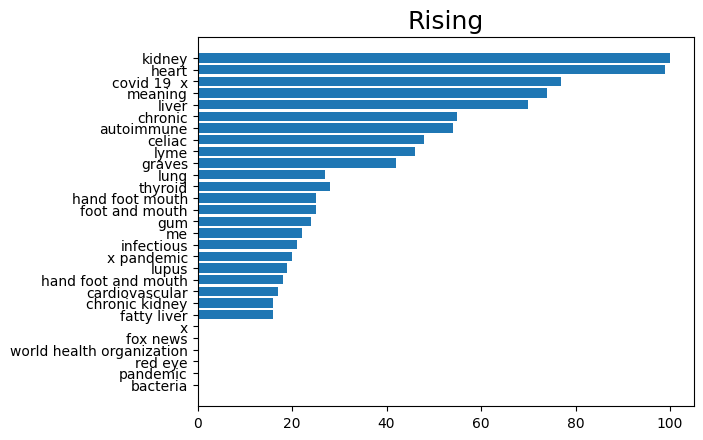 Rising
kidney
heart
covid 19  x
meaning
liver
chronic
autoimmune
celiac
lyme
graves
lung
thyroid
hand foot mouth
foot and mouth
gum
me
infectious
x pandemic
lupus
hand foot and mouth
cardiovascular
chronic kidney
fatty liver
x
fox news
world health organization
red eye
pandemic
bacteria
0 20 40 60 80 100